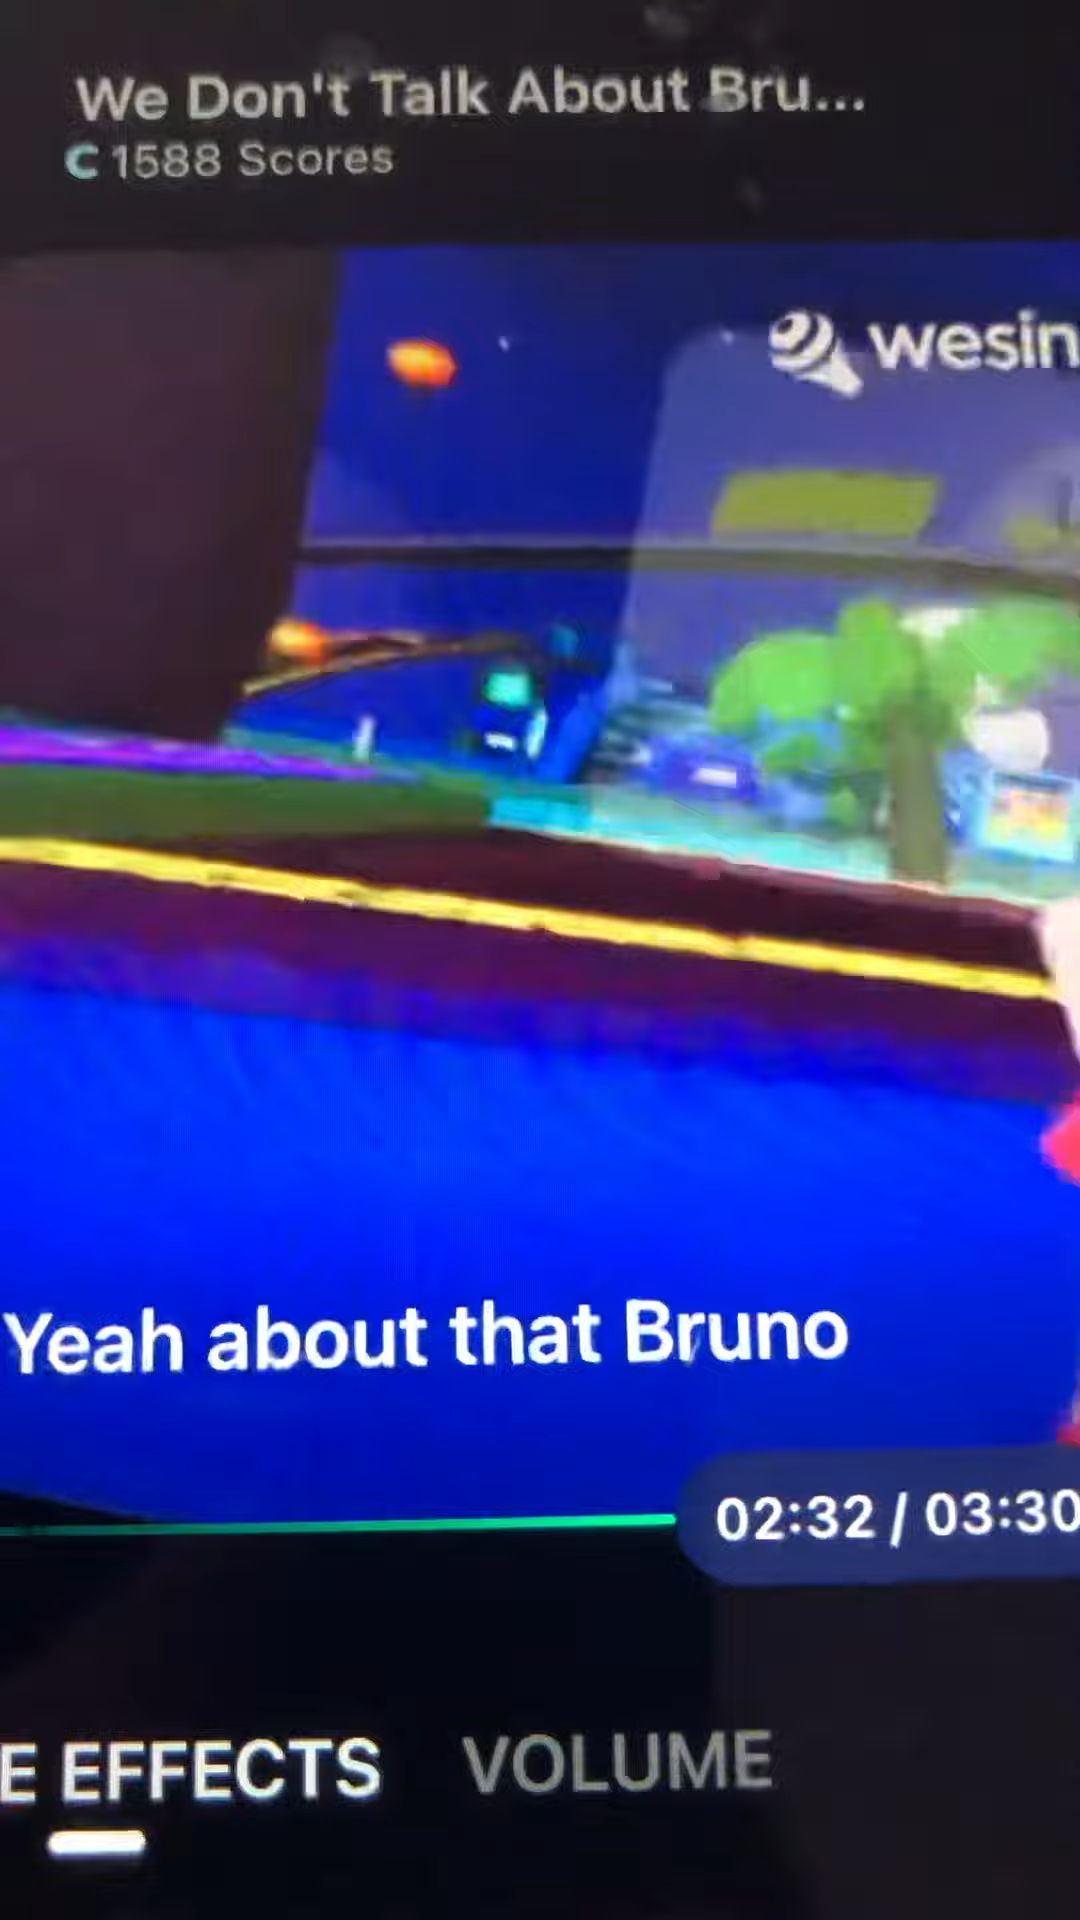 We Don't Talk About Bru...
C 1588 Scores
wesin
Yeah about that Bruno
02:32 / 03:30
E EFFECTS VOLUME